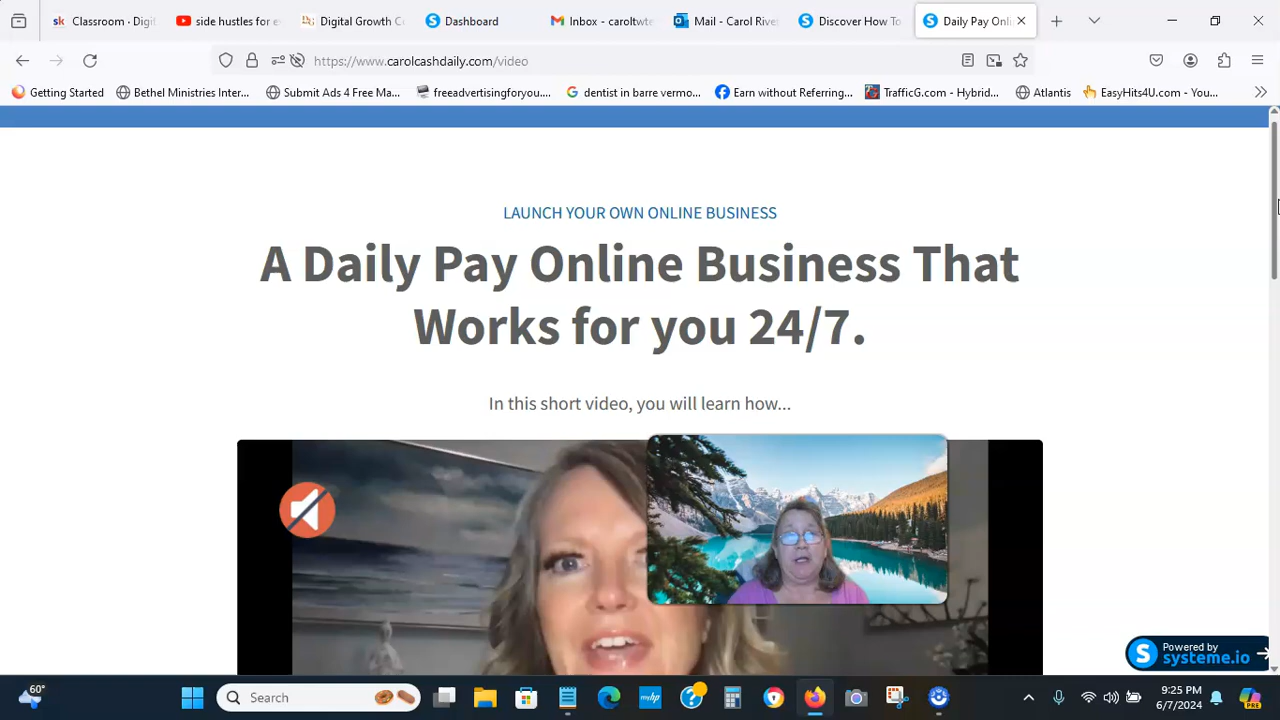 Classroom - Digit
side hustles for e
Digital Growth Co
Dashboard
Inbox - caroltwte
Mail - Carol Rives
Discover How To
Daily Pay Onli
https://www.carolcashdaily.com/video
Getting Started
Bethel Ministries Inter...
Submit Ads 4 Free Ma...
freeadvertisingforyou....
dentist in barre vermo...
Earn without Referring...
TrafficG.com - Hybrid...
Atlantis
EasyHits4U.com - You...
LAUNCH YOUR OWN ONLINE BUSINESS
A Daily Pay Online Business That
Works for you 24/7.
In this short video, you will learn how...
Powered by
systeme.io
60°
Search
9:25 PM
6/7/2024